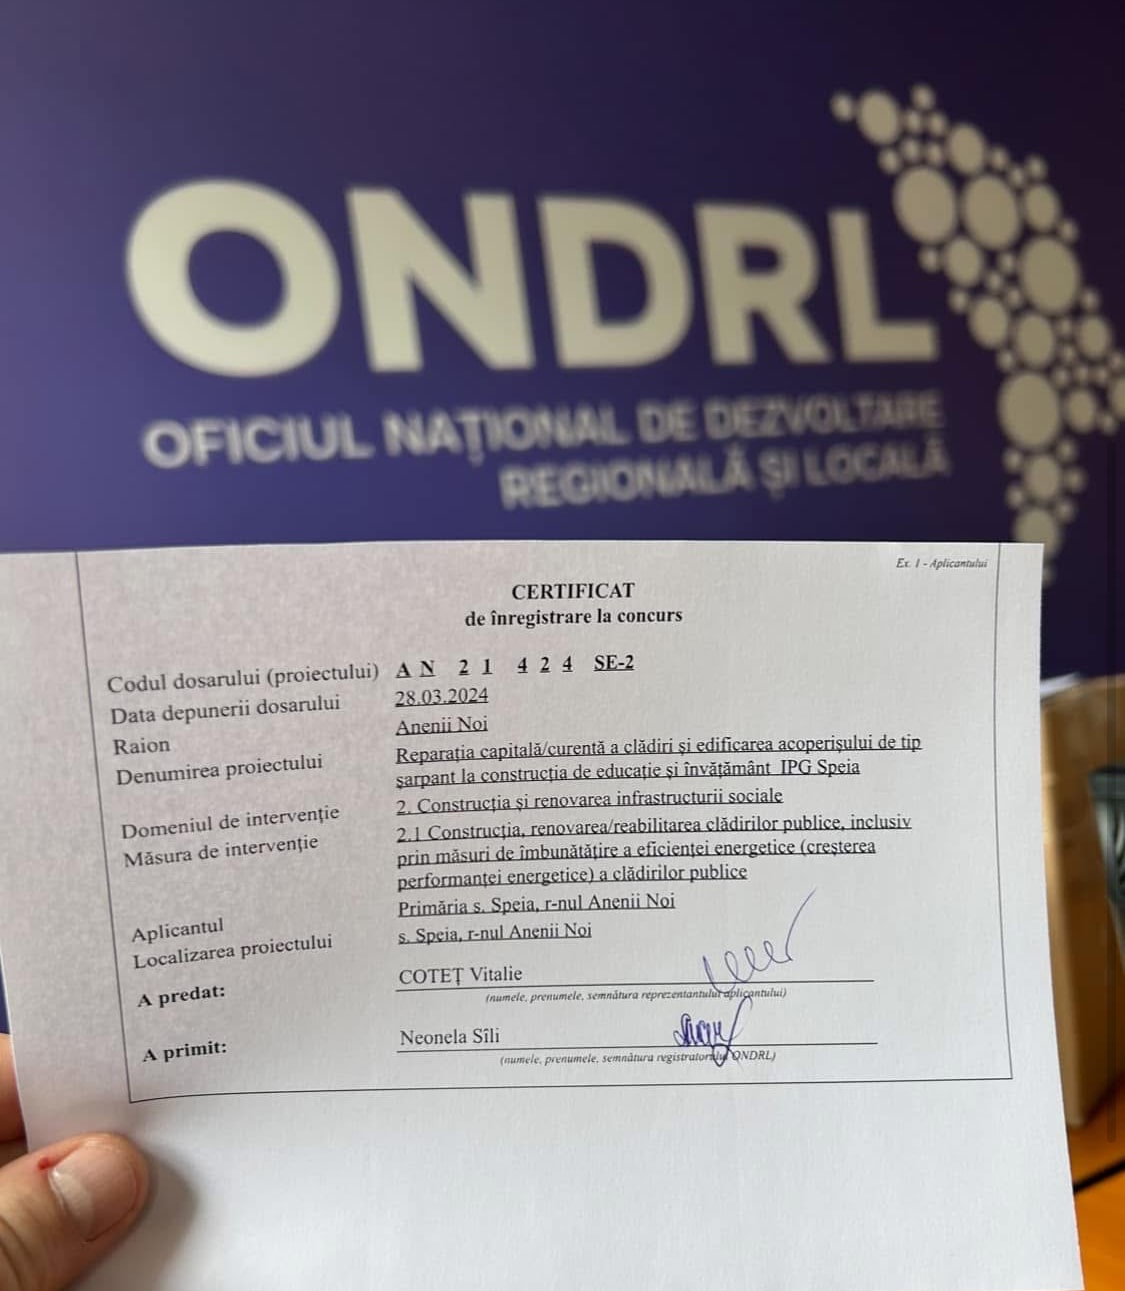 ONDRL
OFICIUL NAȚIONAL DE DEZVOLTARE
REGIONALĂ ȘI LOCALĂ
Ex. 1 - Aplicantului
CERTIFICAT
de înregistrare la concurs
Codul dosarului (proiectului) A N 2 1 4 2 4 SE-2
Data depunerii dosarului 28.03.2024
Raion Anenii Noi
Denumirea proiectului Reparația capitală/curentă a clădiri și edificarea acoperișului de tip
șarpant la construcția de educație și învățământ IPG Speia
Domeniul de intervenție 2. Construcția și renovarea infrastructurii sociale
Măsura de intervenție 2.1 Construcția, renovarea/reabilitarea clădirilor publice, inclusiv
prin măsuri de îmbunătățire a eficienței energetice (creșterea
performanței energetice) a clădirilor publice
Aplicantul Primăria s. Speia, r-nul Anenii Noi
Localizarea proiectului s. Speia, r-nul Anenii Noi
A predat: COTEȚ Vitalie
(numele, prenumele, semnătura reprezentantului aplicantului)
A primit: Neonela Sîli
(numele, prenumele, semnătura registratorului ONDRL)